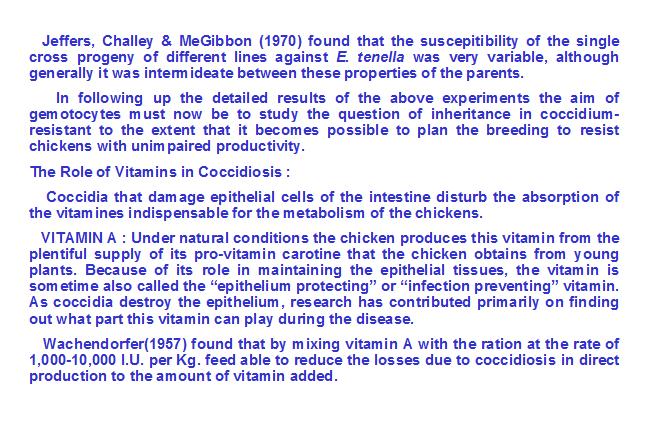 Jeffers, Challey & MeGibbon (1970) found that the suscepitibility of the single
cross progeny of different lines against E. tenella was very variable, although
generally it was intermideate between these properties of the parents.
In following up the detailed results of the above experiments the aim of
gemotocytes must now be to study the question of inheritance in coccidium-
resistant to the extent that it becomes possible to plan the breeding to resist
chickens with unimpaired productivity.
The Role of Vitamins in Coccidiosis :
Coccidia that damage epithelial cells of the intestine disturb the absorption of
the vitamines indispensable for the metabolism of the chickens.
VITAMIN A : Under natural conditions the chicken produces this vitamin from the
plentiful supply of its pro-vitamin carotine that the chicken obtains from young
plants. Because of its role in maintaining the epithelial tissues, the vitamin is
sometime also called the “epithelium protecting” or “infection preventing” vitamin.
As coccidia destroy the epithelium, research has contributed primarily on finding
out what part this vitamin can play during the disease.
Wachendorfer(1957) found that by mixing vitamin A with the ration at the rate of
1,000-10,000 I.U. per Kg. feed able to reduce the losses due to coccidiosis in direct
production to the amount of vitamin added.